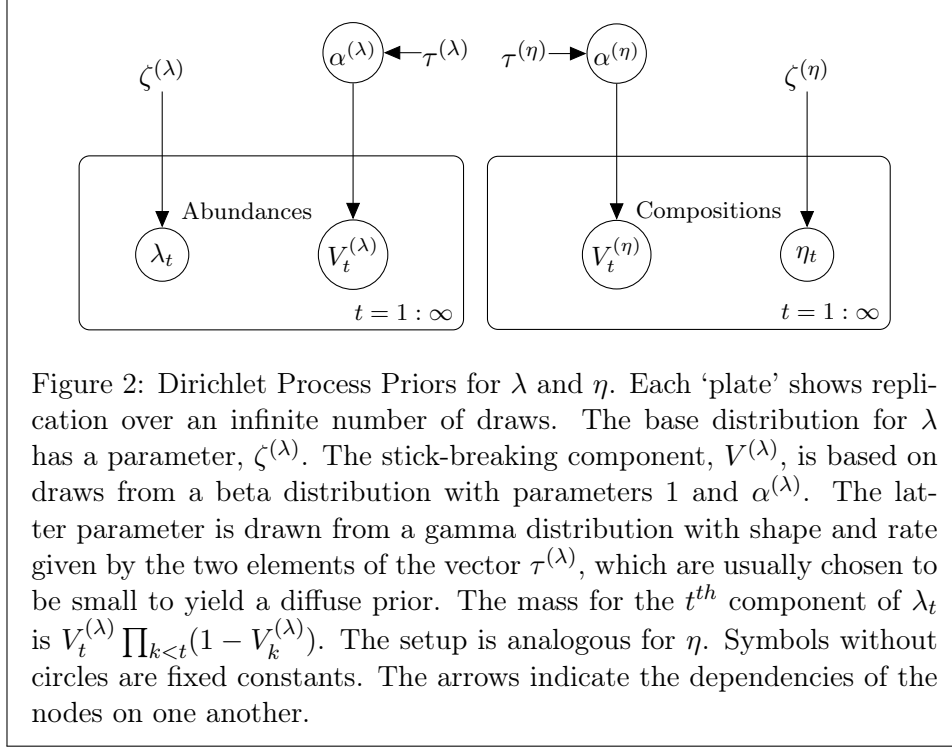 α^(λ) τ^(λ) τ^(η) α^(η)
ζ^(λ) ζ^(η)
Abundances Compositions
λ_t V_t^(λ) V_t^(η) η_t
t = 1 : ∞ t = 1 : ∞
Figure 2: Dirichlet Process Priors for λ and η. Each ‘plate’ shows repli-
cation over an infinite number of draws. The base distribution for λ
has a parameter, ζ^(λ). The stick-breaking component, V^(λ), is based on
draws from a beta distribution with parameters 1 and α^(λ). The lat-
ter parameter is drawn from a gamma distribution with shape and rate
given by the two elements of the vector τ^(λ), which are usually chosen to
be small to yield a diffuse prior. The mass for the t^th component of λ_t
is V_t^(λ) ∏_{k<t}(1 − V_k^(λ)). The setup is analogous for η. Symbols without
circles are fixed constants. The arrows indicate the dependencies of the
nodes on one another.